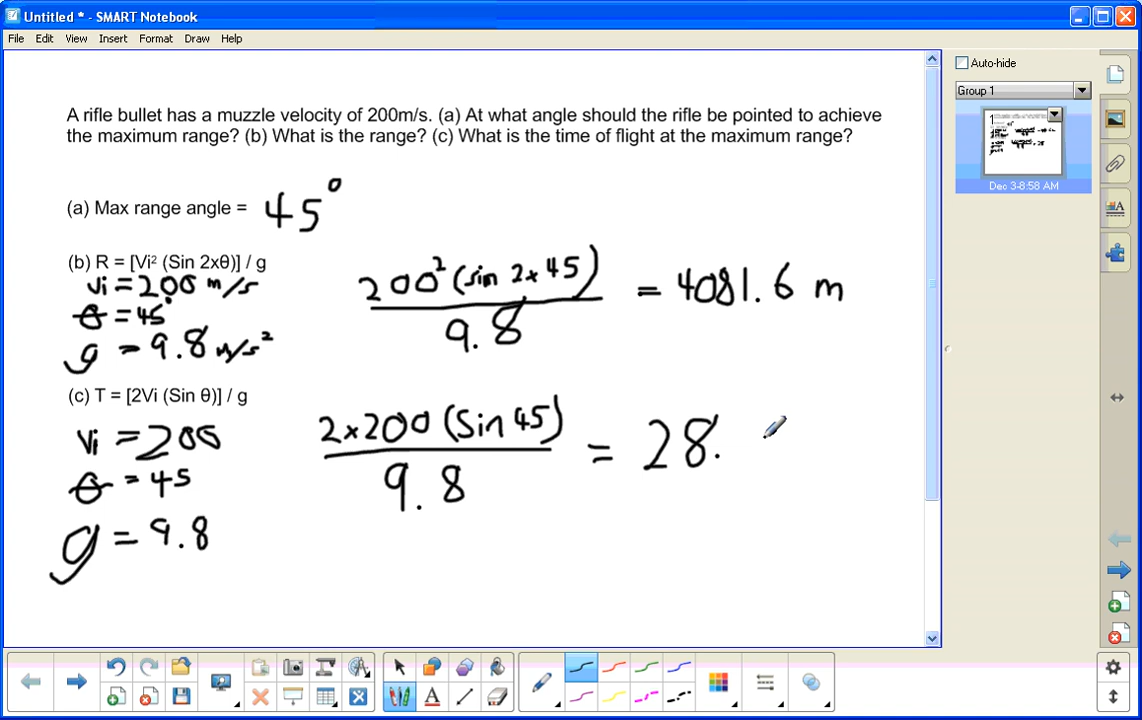 Untitled * - SMART Notebook
File Edit View Insert Format Draw Help
Auto-hide
Group 1
Dec 3-8:58 AM
A rifle bullet has a muzzle velocity of 200m/s. (a) At what angle should the rifle be pointed to achieve
the maximum range? (b) What is the range? (c) What is the time of flight at the maximum range?
(a) Max range angle = 45°
(b) R = [Vi² (Sin 2xθ)] / g
Vi = 200 m/s
θ = 45°
g = 9.8 m/s²
200² (sin 2x45)
9.8
= 4081.6 m
(c) T = [2Vi (Sin θ)] / g
Vi = 200
θ = 45
g = 9.8
2x200 (Sin 45)
9.8
= 28.